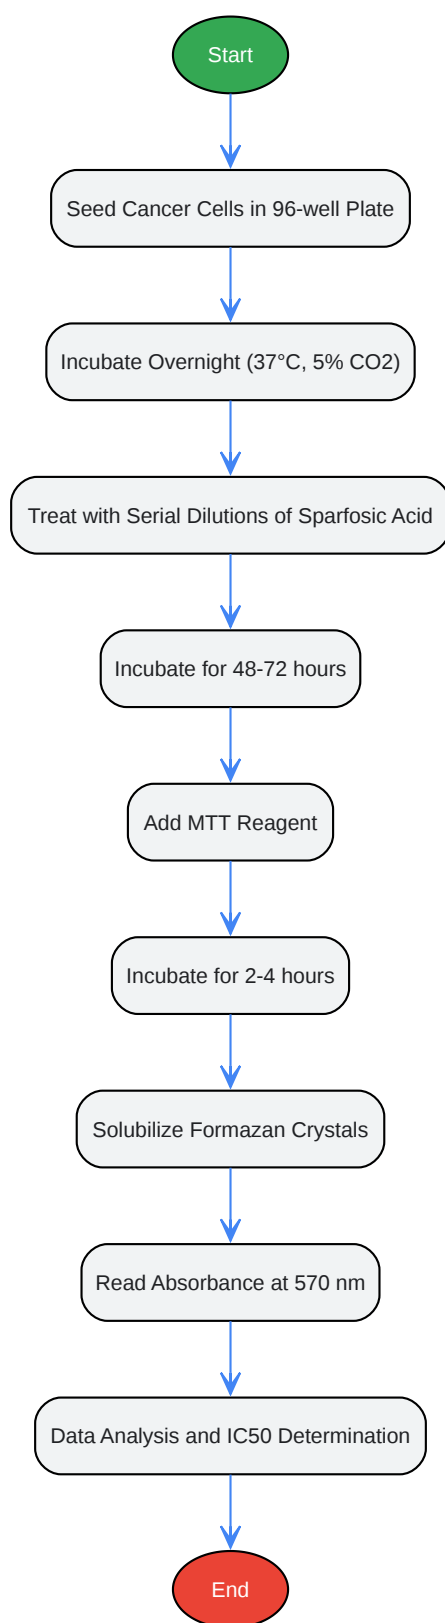 Start
Seed Cancer Cells in 96-well Plate
Incubate Overnight (37°C, 5% CO2)
Treat with Serial Dilutions of Sparfosic Acid
Incubate for 48-72 hours
Add MTT Reagent
Incubate for 2-4 hours
Solubilize Formazan Crystals
Read Absorbance at 570 nm
Data Analysis and IC50 Determination
End